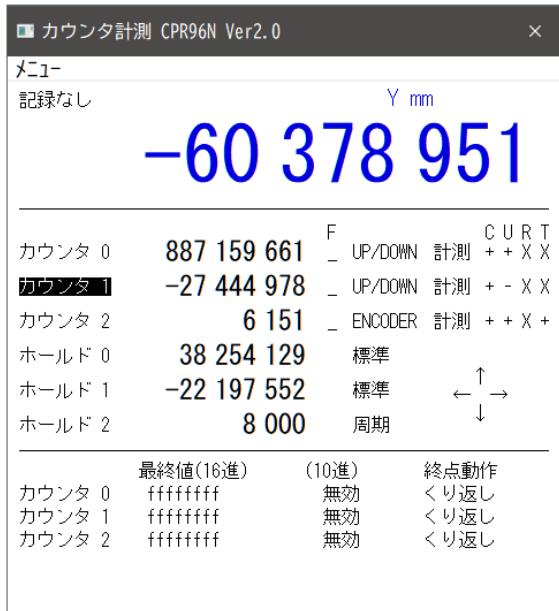 カウンタ計測 CPR96N Ver2.0 ×
メニュー
記録なし Y mm
-60 378 951
F C U R T
カウンタ 0 887 159 661 _ UP/DOWN 計測 + + X X
カウンタ 1 -27 444 978 _ UP/DOWN 計測 + - X X
カウンタ 2 6 151 _ ENCODER 計測 + + X +
ホールド 0 38 254 129 標準
ホールド 1 -22 197 552 標準
ホールド 2 8 000 周期
↑
← →
↓
最終値(16進) (10進) 終点動作
カウンタ 0 ffffffff 無効 くり返し
カウンタ 1 ffffffff 無効 くり返し
カウンタ 2 ffffffff 無効 くり返し